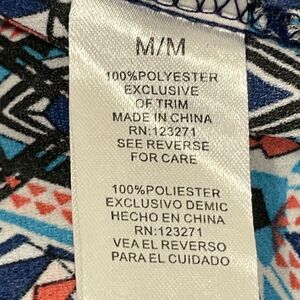 M/M
100%POLYESTER
EXCLUSIVE
OF TRIM
MADE IN CHINA
RN:123271
SEE REVERSE
FOR CARE
100%POLIESTER
EXCLUSIVO DEMIC
HECHO EN CHINA
RN:123271
VEA EL REVERSO
PARA EL CUIDADO